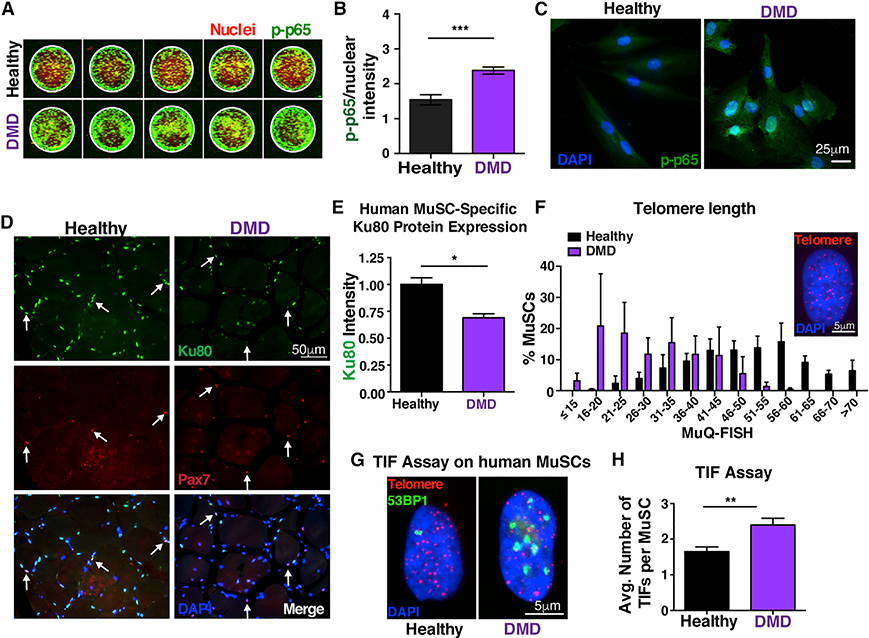 A
Nuclei p-p65
Healthy
DMD
B
***
p-p65/nuclear
intensity
4
3
2
1
0
Healthy DMD
C
Healthy DMD
DAPI p-p65
25μm
D
Healthy DMD
Ku80
50μm
Pax7
DAPI Merge
E
Human MuSC-Specific
Ku80 Protein Expression
*
Ku80 Intensity
1.25
1.00
0.75
0.50
0.25
0.00
Healthy DMD
F
Telomere length
Healthy
DMD
% MuSCs
40
30
20
10
0
≤ 15 16-20 21-25 26-30 31-35 36-40 41-45 46-50 51-55 56-60 61-65 66-70 >70
MuQ-FISH
Telomere
DAPI
5μm
G
TIF Assay on human MuSCs
Telomere
53BP1
DAPI
5μm
Healthy DMD
H
TIF Assay
**
Avg. Number of
TIFs per MuSC
3
2
1
0
Healthy DMD